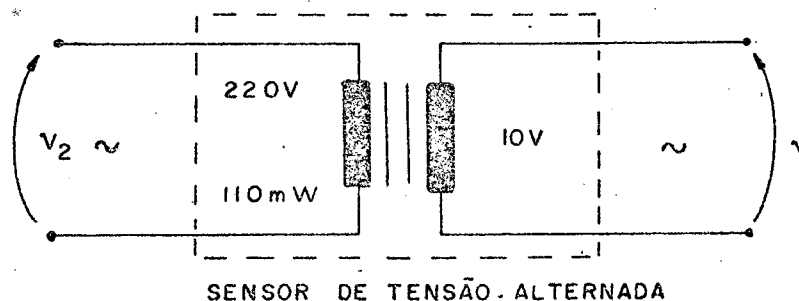 220V
V₂ ~
10V
~
110mW
SENSOR DE TENSÃO ALTERNADA